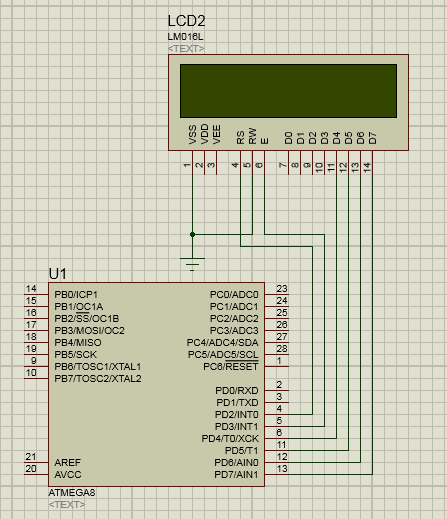 LCD2
LM016L
<TEXT>
VSS VDD VEE RS RW E D0 D1 D2 D3 D4 D5 D6 D7
1 2 3 4 5 6 7 8 9 10 11 12 13 14
U1
14 PB0/ICP1 PC0/ADC0 23
15 PB1/OC1A PC1/ADC1 24
16 PB2/SS/OC1B PC2/ADC2 25
17 PB3/MOSI/OC2 PC3/ADC3 26
18 PB4/MISO PC4/ADC4/SDA 27
19 PB5/SCK PC5/ADC5/SCL 28
9 PB6/TOSC1/XTAL1 PC6/RESET 1
10 PB7/TOSC2/XTAL2
PD0/RXD 2
PD1/TXD 3
PD2/INT0 4
PD3/INT1 5
PD4/T0/XCK 6
PD5/T1 11
21 AREF PD6/AIN0 12
20 AVCC PD7/AIN1 13
ATMEGA8
<TEXT>